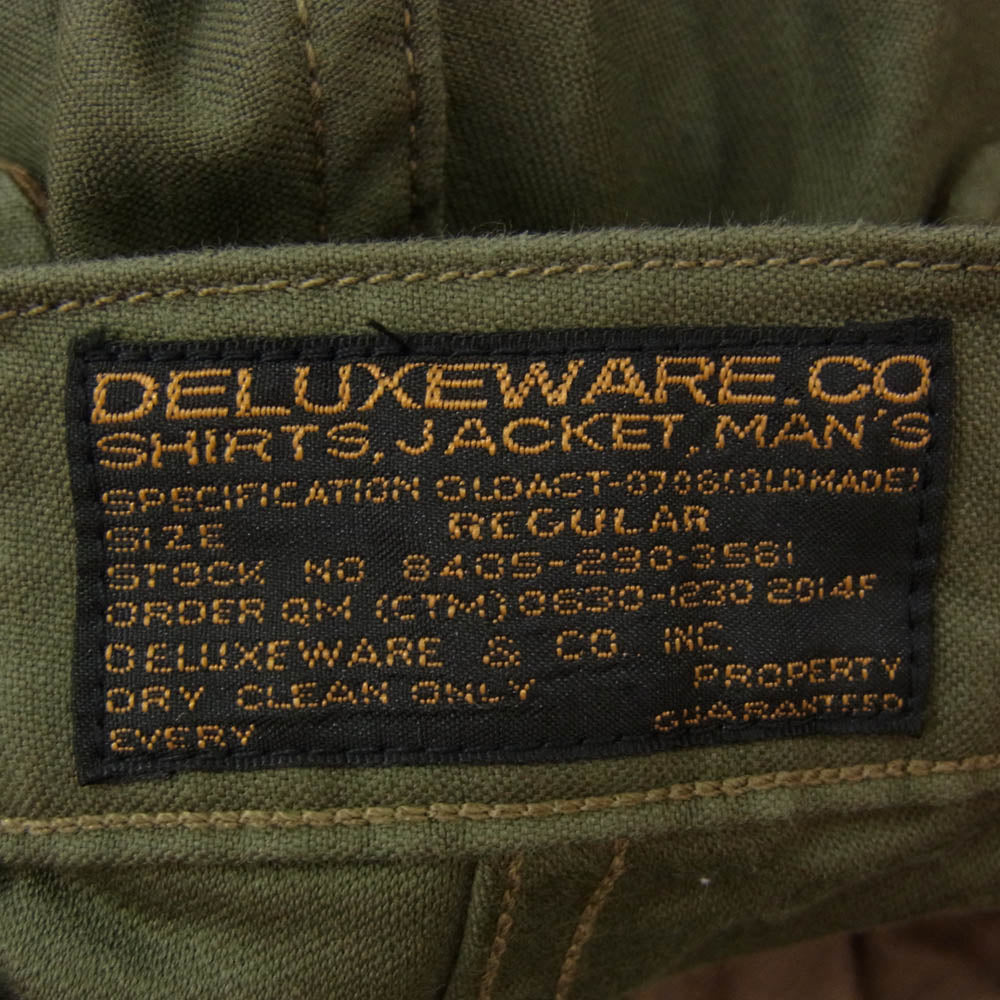 DELUXEWARE.CO
SHIRTS, JACKET, MAN'S
SPECIFICATION OLDACT-0706(OLDMADE)
SIZE REGULAR
STOCK NO 8405-290-3561
ORDER QM (CTM) 0630-1230 2014F
DELUXEWARE & CO. INC.
DRY CLEAN ONLY PROPERTY
EVERY GUARANTEED